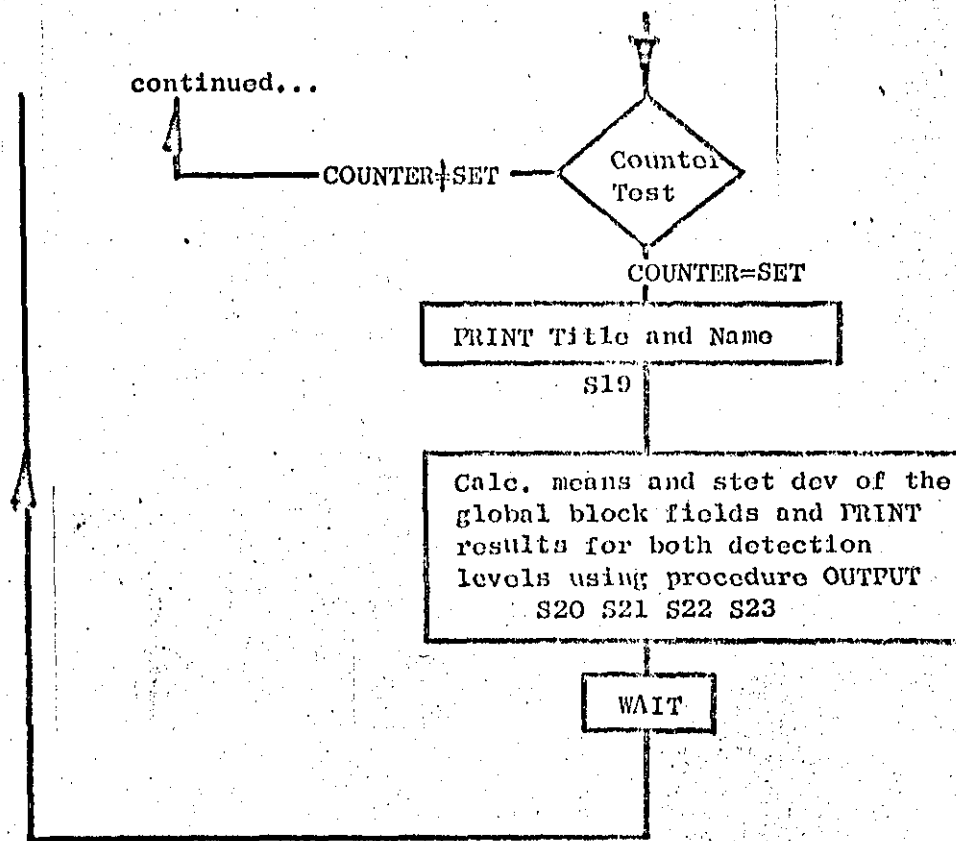 continued...
Counter
Test
COUNTER≠SET
COUNTER=SET
PRINT Title and Name
S19
Calc. means and stet dev of the
global block fields and PRINT
results for both detection
levels using procedure OUTPUT
S20 S21 S22 S23
WAIT